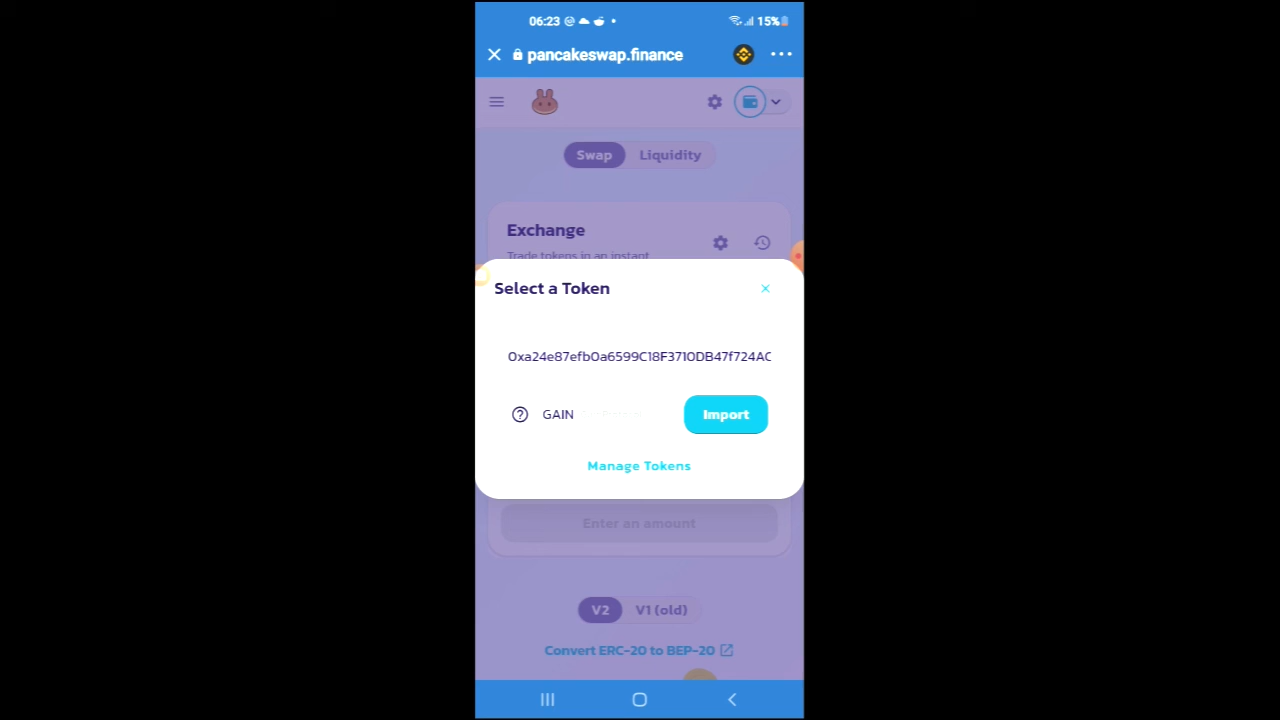 06:23 15%
pancakeswap.finance
Swap Liquidity
Exchange
Trade tokens in an instant
Select a Token
0xa24e87efb0a6599C18F3710DB47f724AC
GAIN Import
Manage Tokens
Enter an amount
V2 V1 (old)
Convert ERC-20 to BEP-20